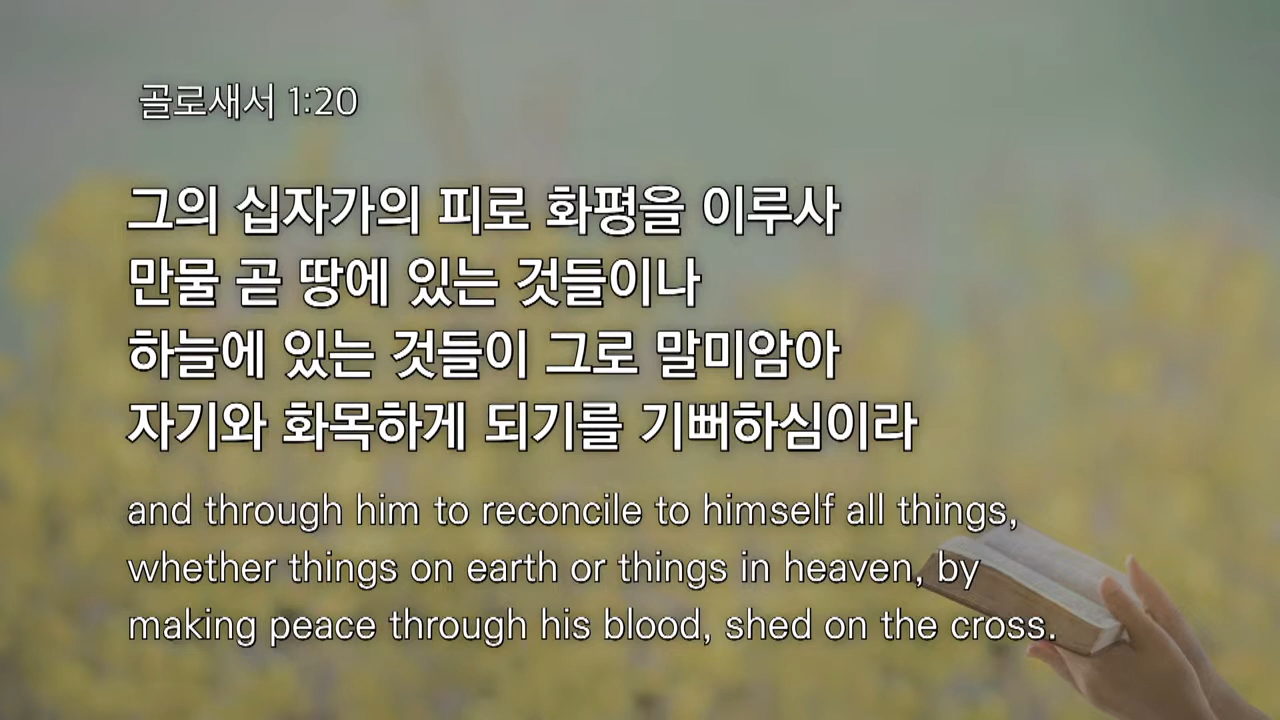 골로새서 1:20
그의 십자가의 피로 화평을 이루사
만물 곧 땅에 있는 것들이나
하늘에 있는 것들이 그로 말미암아
자기와 화목하게 되기를 기뻐하심이라
and through him to reconcile to himself all things,
whether things on earth or things in heaven, by
making peace through his blood, shed on the cross.